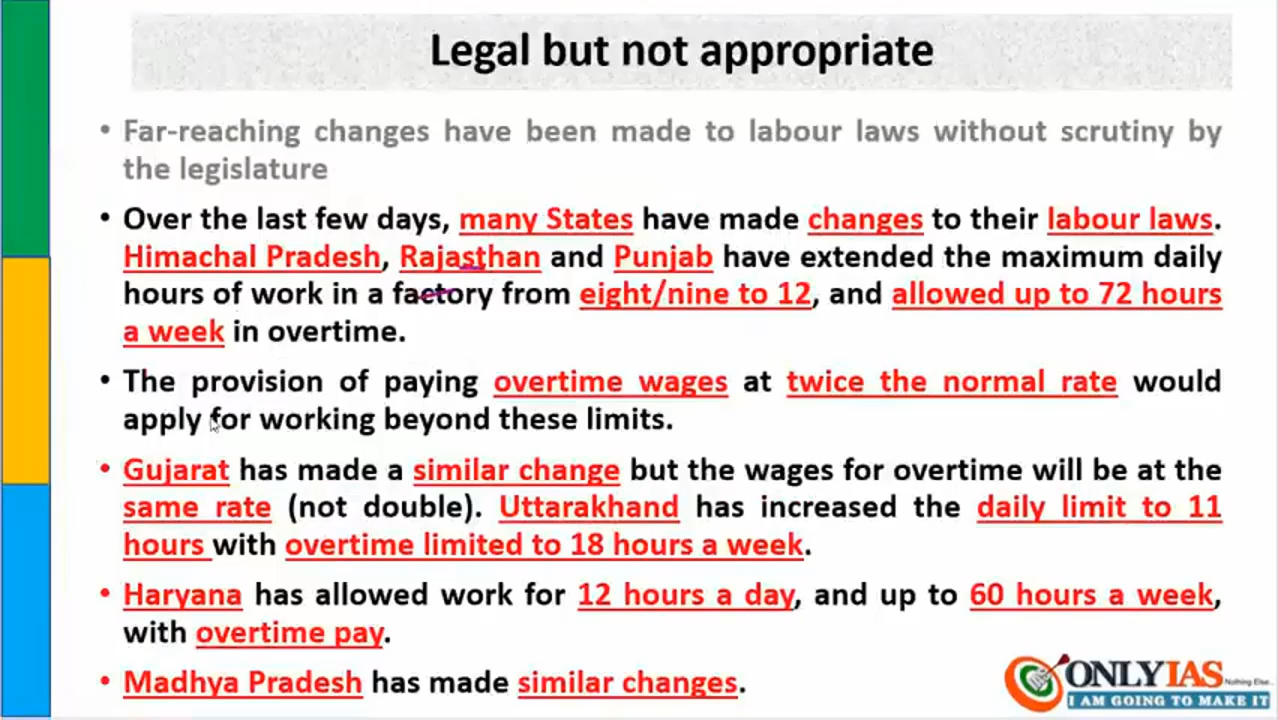 Legal but not appropriate
• Far-reaching changes have been made to labour laws without scrutiny by
the legislature
• Over the last few days, many States have made changes to their labour laws.
Himachal Pradesh, Rajasthan and Punjab have extended the maximum daily
hours of work in a factory from eight/nine to 12, and allowed up to 72 hours
a week in overtime.
• The provision of paying overtime wages at twice the normal rate would
apply for working beyond these limits.
• Gujarat has made a similar change but the wages for overtime will be at the
same rate (not double). Uttarakhand has increased the daily limit to 11
hours with overtime limited to 18 hours a week.
• Haryana has allowed work for 12 hours a day, and up to 60 hours a week,
with overtime pay.
• Madhya Pradesh has made similar changes.
ONLYIAS Nothing Else..
I AM GOING TO MAKE IT